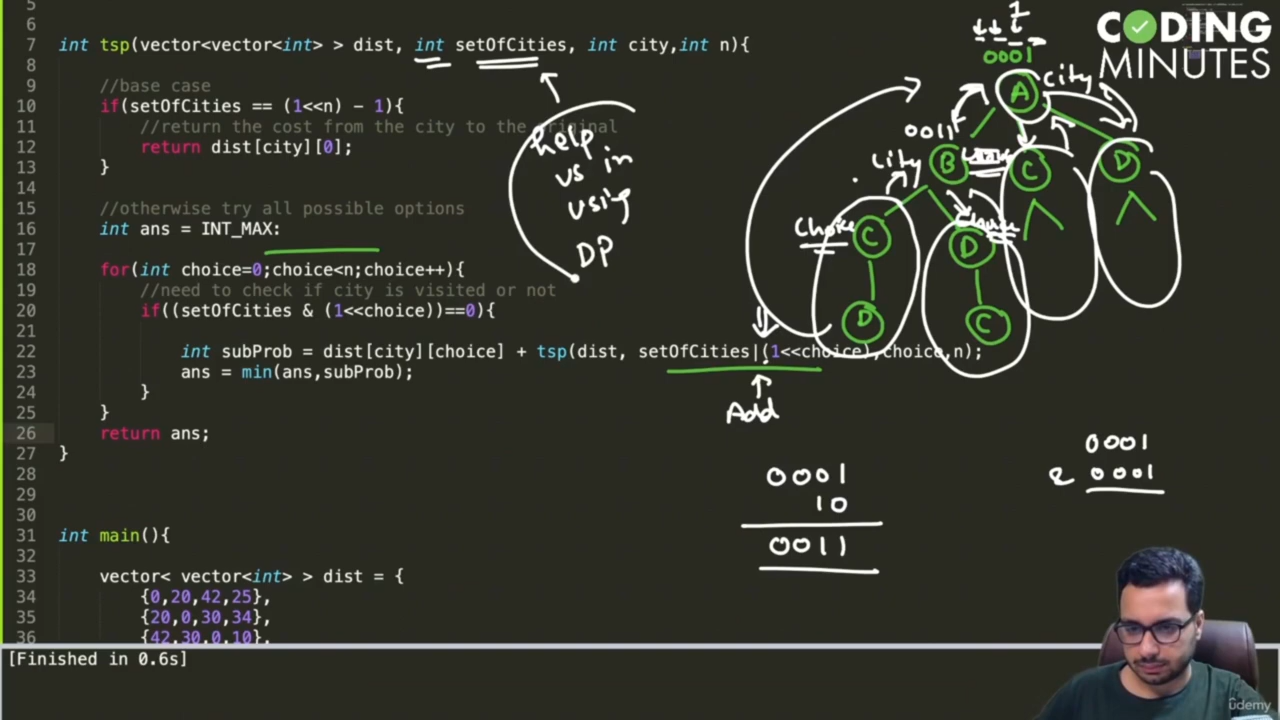 5
6
7 int tsp(vector<vector<int> > dist, int setOfCities, int city,int n){
8
9 //base case
10 if(setOfCities == (1<<n) - 1){
11 //return the cost from the city to the original
12 return dist[city][0];
13 }
14
15 //otherwise try all possible options
16 int ans = INT_MAX;
17
18 for(int choice=0;choice<n;choice++){
19 //need to check if city is visited or not
20 if((setOfCities & (1<<choice))==0){
21
22 int subProb = dist[city][choice] + tsp(dist, setOfCities|(1<<choice),choice,n);
23 ans = min(ans,subProb);
24 }
25 }
26 return ans;
27 }
28
29
30
31 int main(){
32
33 vector< vector<int> > dist = {
34 {0,20,42,25},
35 {20,0,30,34},
36 {42,30,0,10},
[Finished in 0.6s]
help
us in
using
DP
1
0001
A City
0011
City B C D
Choice C D
D C
Add
0001
10
0011
0001
& 0001
CODING
MINUTES
ûdemy